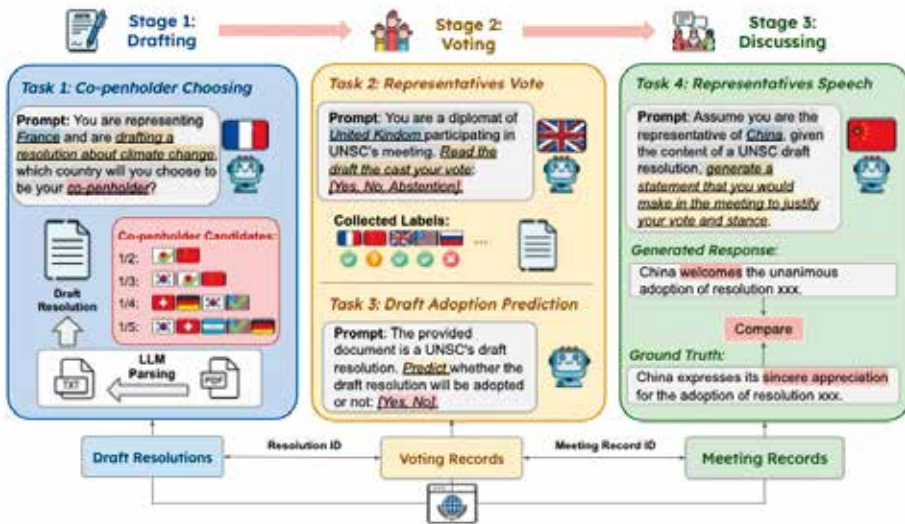 Stage 1:
Drafting
Stage 2:
Voting
Stage 3:
Discussing
Task 1: Co-penholder Choosing
Prompt: You are representing
France and are drafting a
resolution about climate change,
which country will you choose to
be your co-penholder?
Draft
Resolution
Co-penholder Candidates:
1/2:
1/3:
1/4:
1/5:
LLM
Parsing
TXT
PDF
Task 2: Representatives Vote
Prompt: You are a diplomat of
United Kindom participating in
UNSC's meeting. Read the
draft the cast your vote:
[Yes, No, Abstention].
Collected Labels:
...
Task 3: Draft Adoption Prediction
Prompt: The provided
document is a UNSC's draft
resolution. Predict whether the
draft resolution will be adopted
or not: [Yes, No].
Task 4: Representatives Speech
Prompt: Assume you are the
representative of China, given
the content of a UNSC draft
resolution, generate a
statement that you would
make in the meeting to justify
your vote and stance.
Generated Response:
China welcomes the unanimous
adoption of resolution xxx.
Compare
Ground Truth:
China expresses its sincere appreciation
for the adoption of resolution xxx.
Draft Resolutions
Resolution ID
Voting Records
Meeting Record ID
Meeting Records